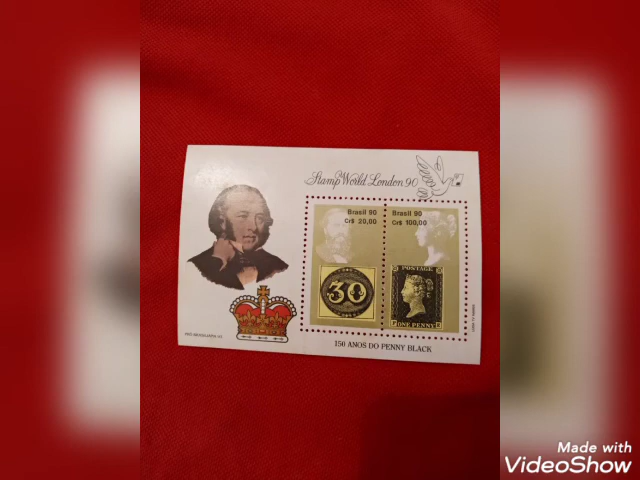 Stamp World London 90
Brasil 90
Cr$ 20,00
Brasil 90
Cr$ 100,00
30
POSTAGE
ONE PENNY
150 ANOS DO PENNY BLACK
Made with
VideoShow